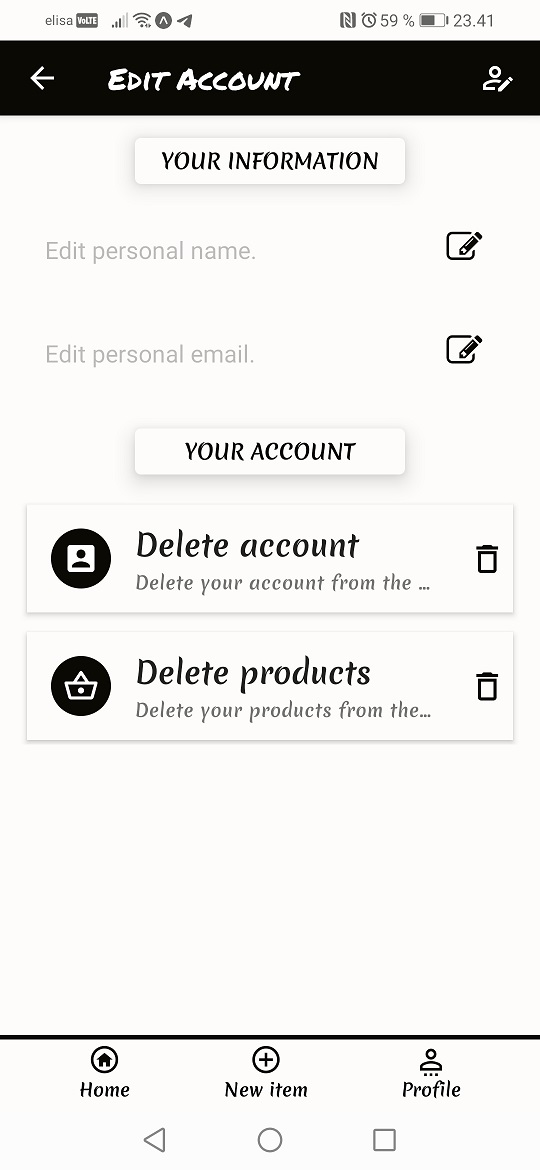 elisa VoLTE 59 % 23.41
Edit Account
YOUR INFORMATION
Edit personal name.
Edit personal email.
YOUR ACCOUNT
Delete account
Delete your account from the ...
Delete products
Delete your products from the...
Home New item Profile